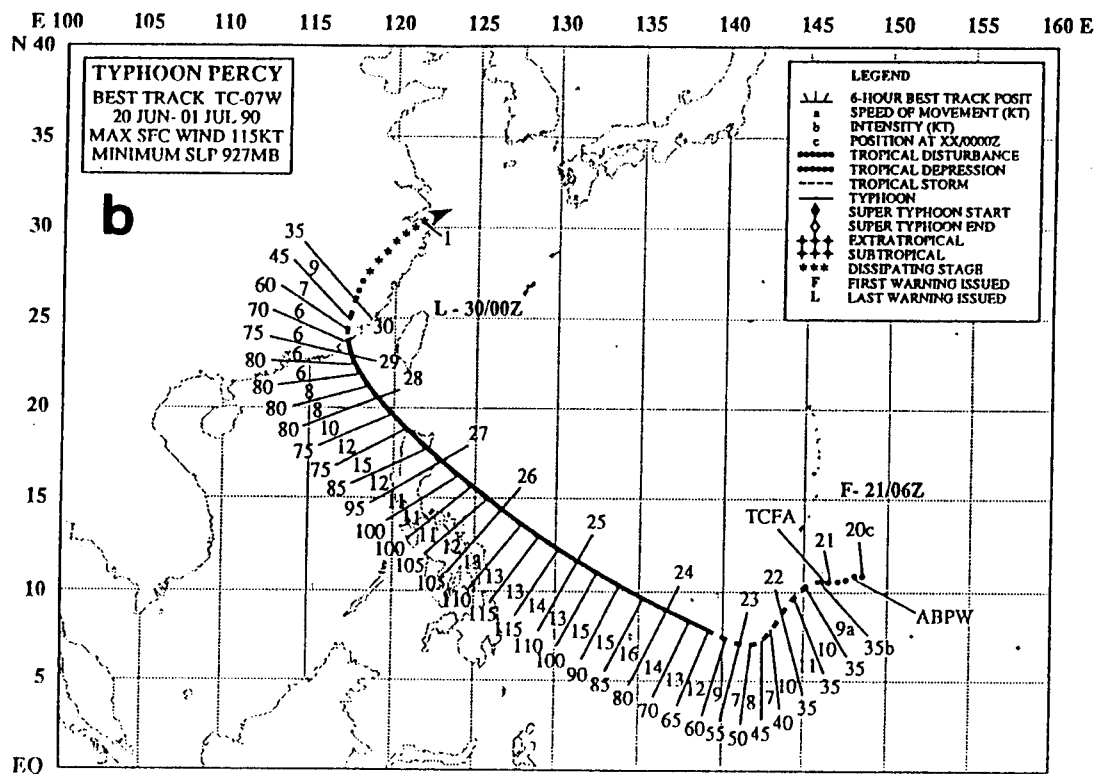 E 100 105 110 115 120 125 130 135 140 145 150 155 160 E
N 40
35
30
25
20
15
10
5
EQ
TYPHOON PERCY
BEST TRACK TC-07W
20 JUN- 01 JUL 90
MAX SFC WIND 115KT
MINIMUM SLP 927MB
b
LEGEND
6-HOUR BEST TRACK POSIT
a SPEED OF MOVEMENT (KT)
b INTENSITY (KT)
c POSITION AT XX/0000Z
TROPICAL DISTURBANCE
TROPICAL DEPRESSION
TROPICAL STORM
TYPHOON
SUPER TYPHOON START
SUPER TYPHOON END
EXTRATROPICAL
SUBTROPICAL
DISSIPATING STAGE
F FIRST WARNING ISSUED
L LAST WARNING ISSUED
1
L - 30/00Z
30
29
28
27
26
25
24
23
22
21
20c
TCFA
F- 21/06Z
ABPW
35
9
45
7
60
6
70
6
75
6
80
6
80
8
80
8
80
10
75
12
75
15
85
12
95
11
100
11
100
11
105
12
105
13
110
13
115
13
115
14
110
13
100
15
90
15
85
16
80
14
70
13
65
12
60
9
55
7
50
8
45
7
40
10
35
11
35
10
35
9a
35b